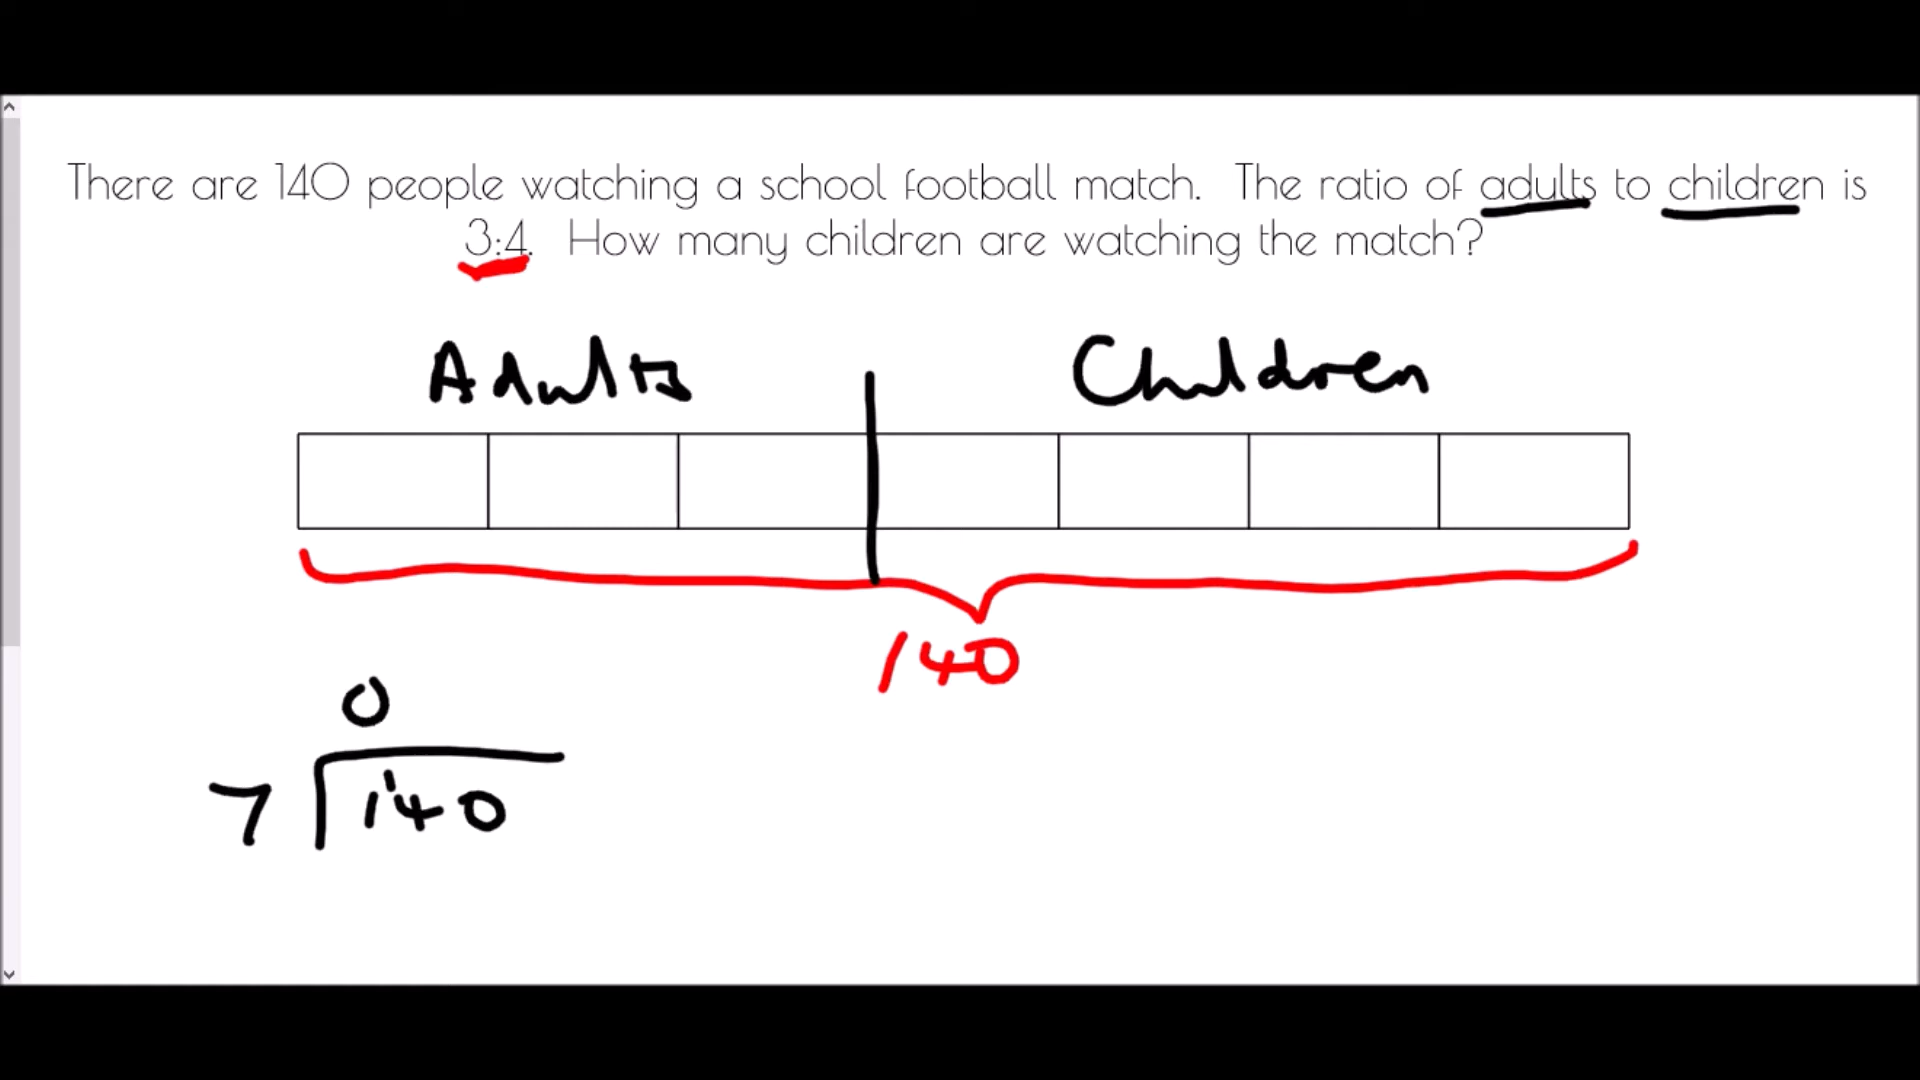 There are 140 people watching a school football match. The ratio of adults to children is
3:4. How many children are watching the match?
Adults Children
140
0
7 1140